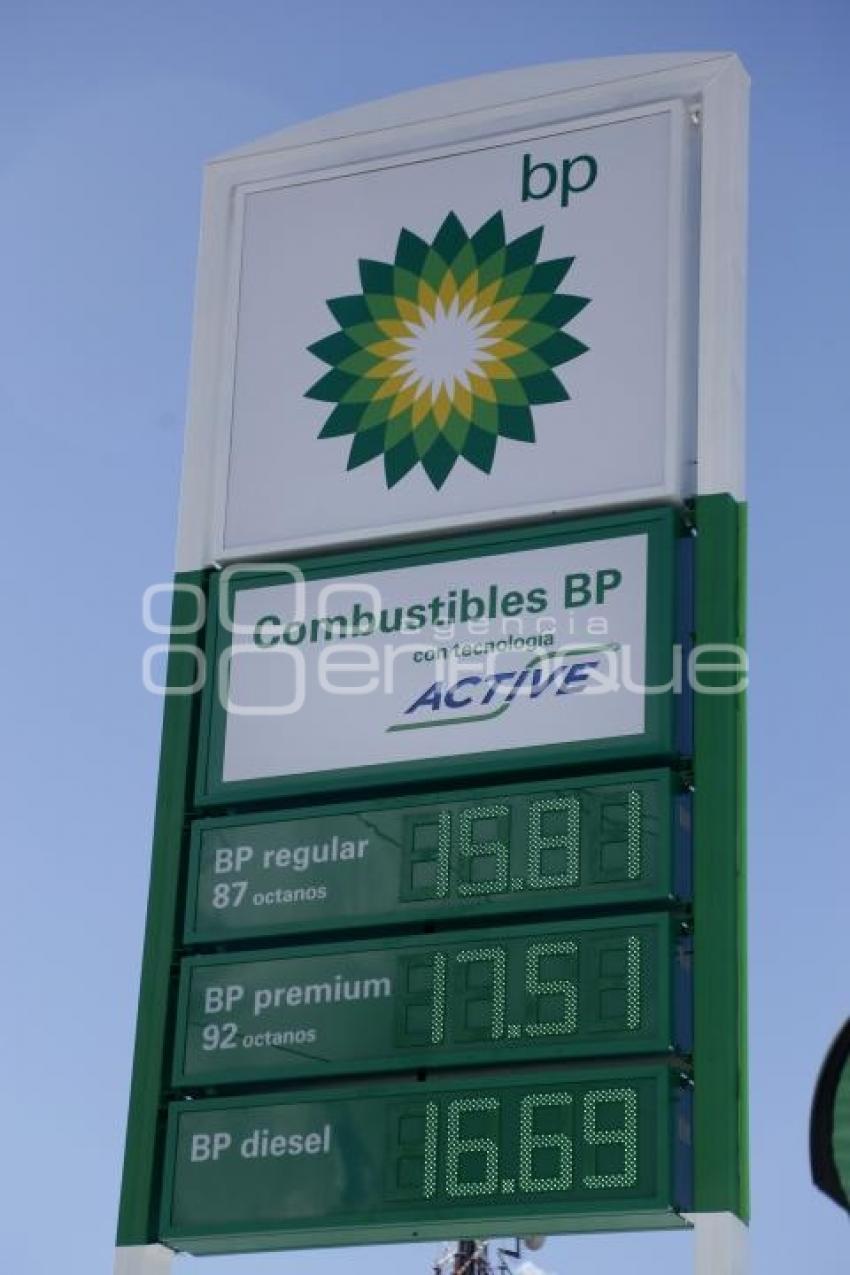 bp
Combustibles BP
con tecnología
ACTIVE
agencia
enfoque
BP regular 15.81
87 octanos
BP premium 17.51
92 octanos
BP diesel 16.69